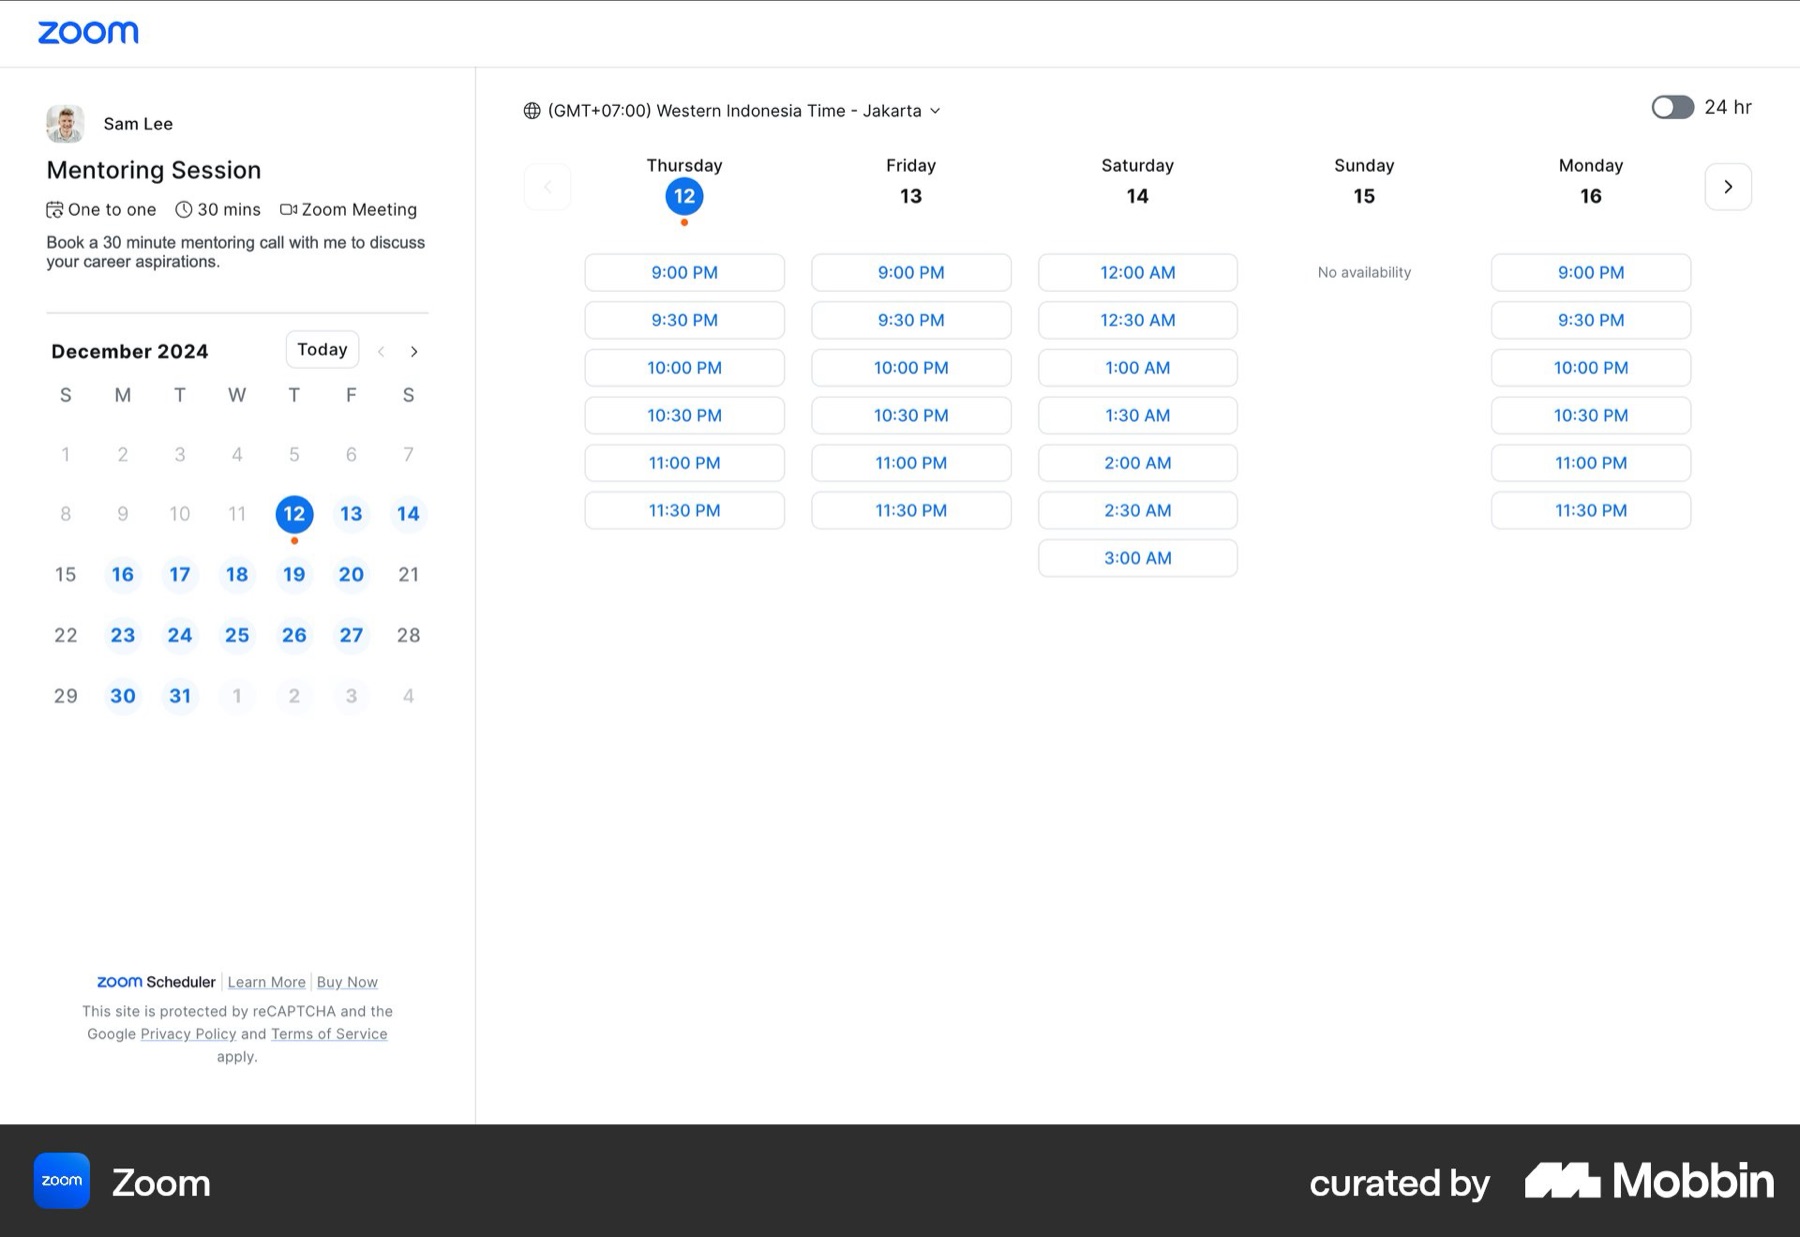 zoom
Sam Lee
Mentoring Session
One to one 30 mins Zoom Meeting
Book a 30 minute mentoring call with me to discuss
your career aspirations.
December 2024 Today
S M T W T F S
1 2 3 4 5 6 7
8 9 10 11 12 13 14
15 16 17 18 19 20 21
22 23 24 25 26 27 28
29 30 31 1 2 3 4
zoom Scheduler Learn More Buy Now
This site is protected by reCAPTCHA and the
Google Privacy Policy and Terms of Service
apply.
(GMT+07:00) Western Indonesia Time - Jakarta
24 hr
Thursday Friday Saturday Sunday Monday
12 13 14 15 16
9:00 PM 9:00 PM 12:00 AM No availability 9:00 PM
9:30 PM 9:30 PM 12:30 AM 9:30 PM
10:00 PM 10:00 PM 1:00 AM 10:00 PM
10:30 PM 10:30 PM 1:30 AM 10:30 PM
11:00 PM 11:00 PM 2:00 AM 11:00 PM
11:30 PM 11:30 PM 2:30 AM 11:30 PM
3:00 AM
zoom Zoom
curated by Mobbin